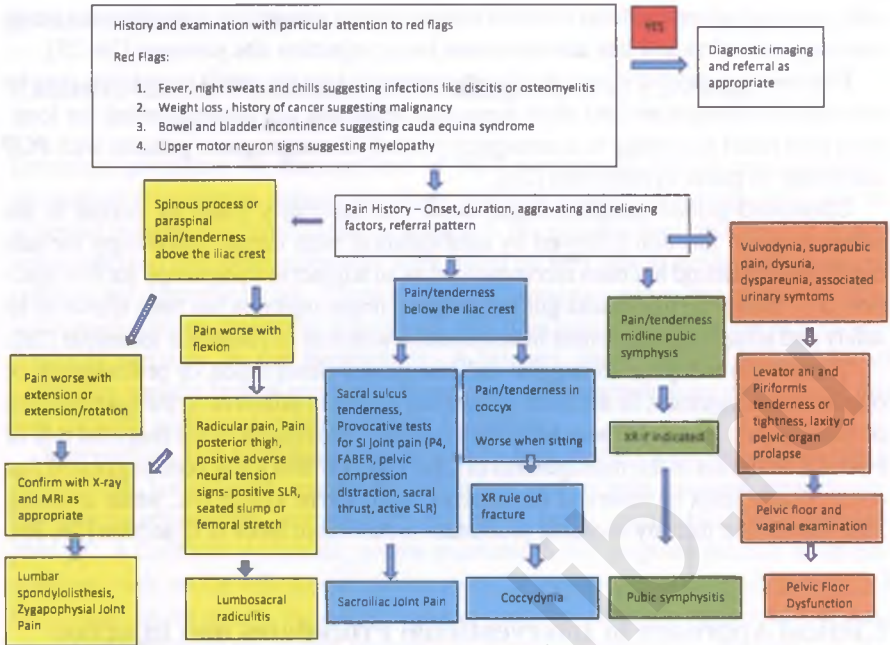 History and examination with particular attention to red flags
Red Flags:
1. Fever, night sweats and chills suggesting infections like discitis or osteomyelitis
2. Weight loss, history of cancer suggesting malignancy
3. Bowel and bladder incontinence suggesting cauda equina syndrome
4. Upper motor neuron signs suggesting myelopathy
YES
Diagnostic imaging
and referral as
appropriate
Spinous process or
paraspinal
pain/tenderness
above the iliac crest
Pain History – Onset, duration, aggravating and relieving
factors, referral pattern
Vulvodynia, suprapubic
pain, dysuria,
dyspareunia, associated
urinary symtoms
Pain/tenderness
below the iliac crest
Pain/tenderness
midline pubic
symphysis
Pain worse with
flexion
Pain worse with
extension or
extension/rotation
Radicular pain, Pain
posterior thigh,
positive adverse
neural tension
signs- positive SLR,
seated slump or
femoral stretch
Sacral sulcus
tenderness,
Provocative tests
for SI joint pain (P4,
FABER, pelvic
compression
distraction, sacral
thrust, active SLR)
Pain/tenderness in
coccyx
Worse when sitting
XR if indicated
Levator ani and
Piriformis
tenderness or
tightness, laxity or
pelvic organ
prolapse
Confirm with X-ray
and MRI as
appropriate
XR rule out
fracture
Pelvic floor and
vaginal examination
Lumbar
spondylolisthesis,
Zygapophysial Joint
Pain
Lumbosacral
radiculitis
Sacroiliac Joint Pain
Coccydynia
Pubic symphysitis
Pelvic Floor
Dysfunction